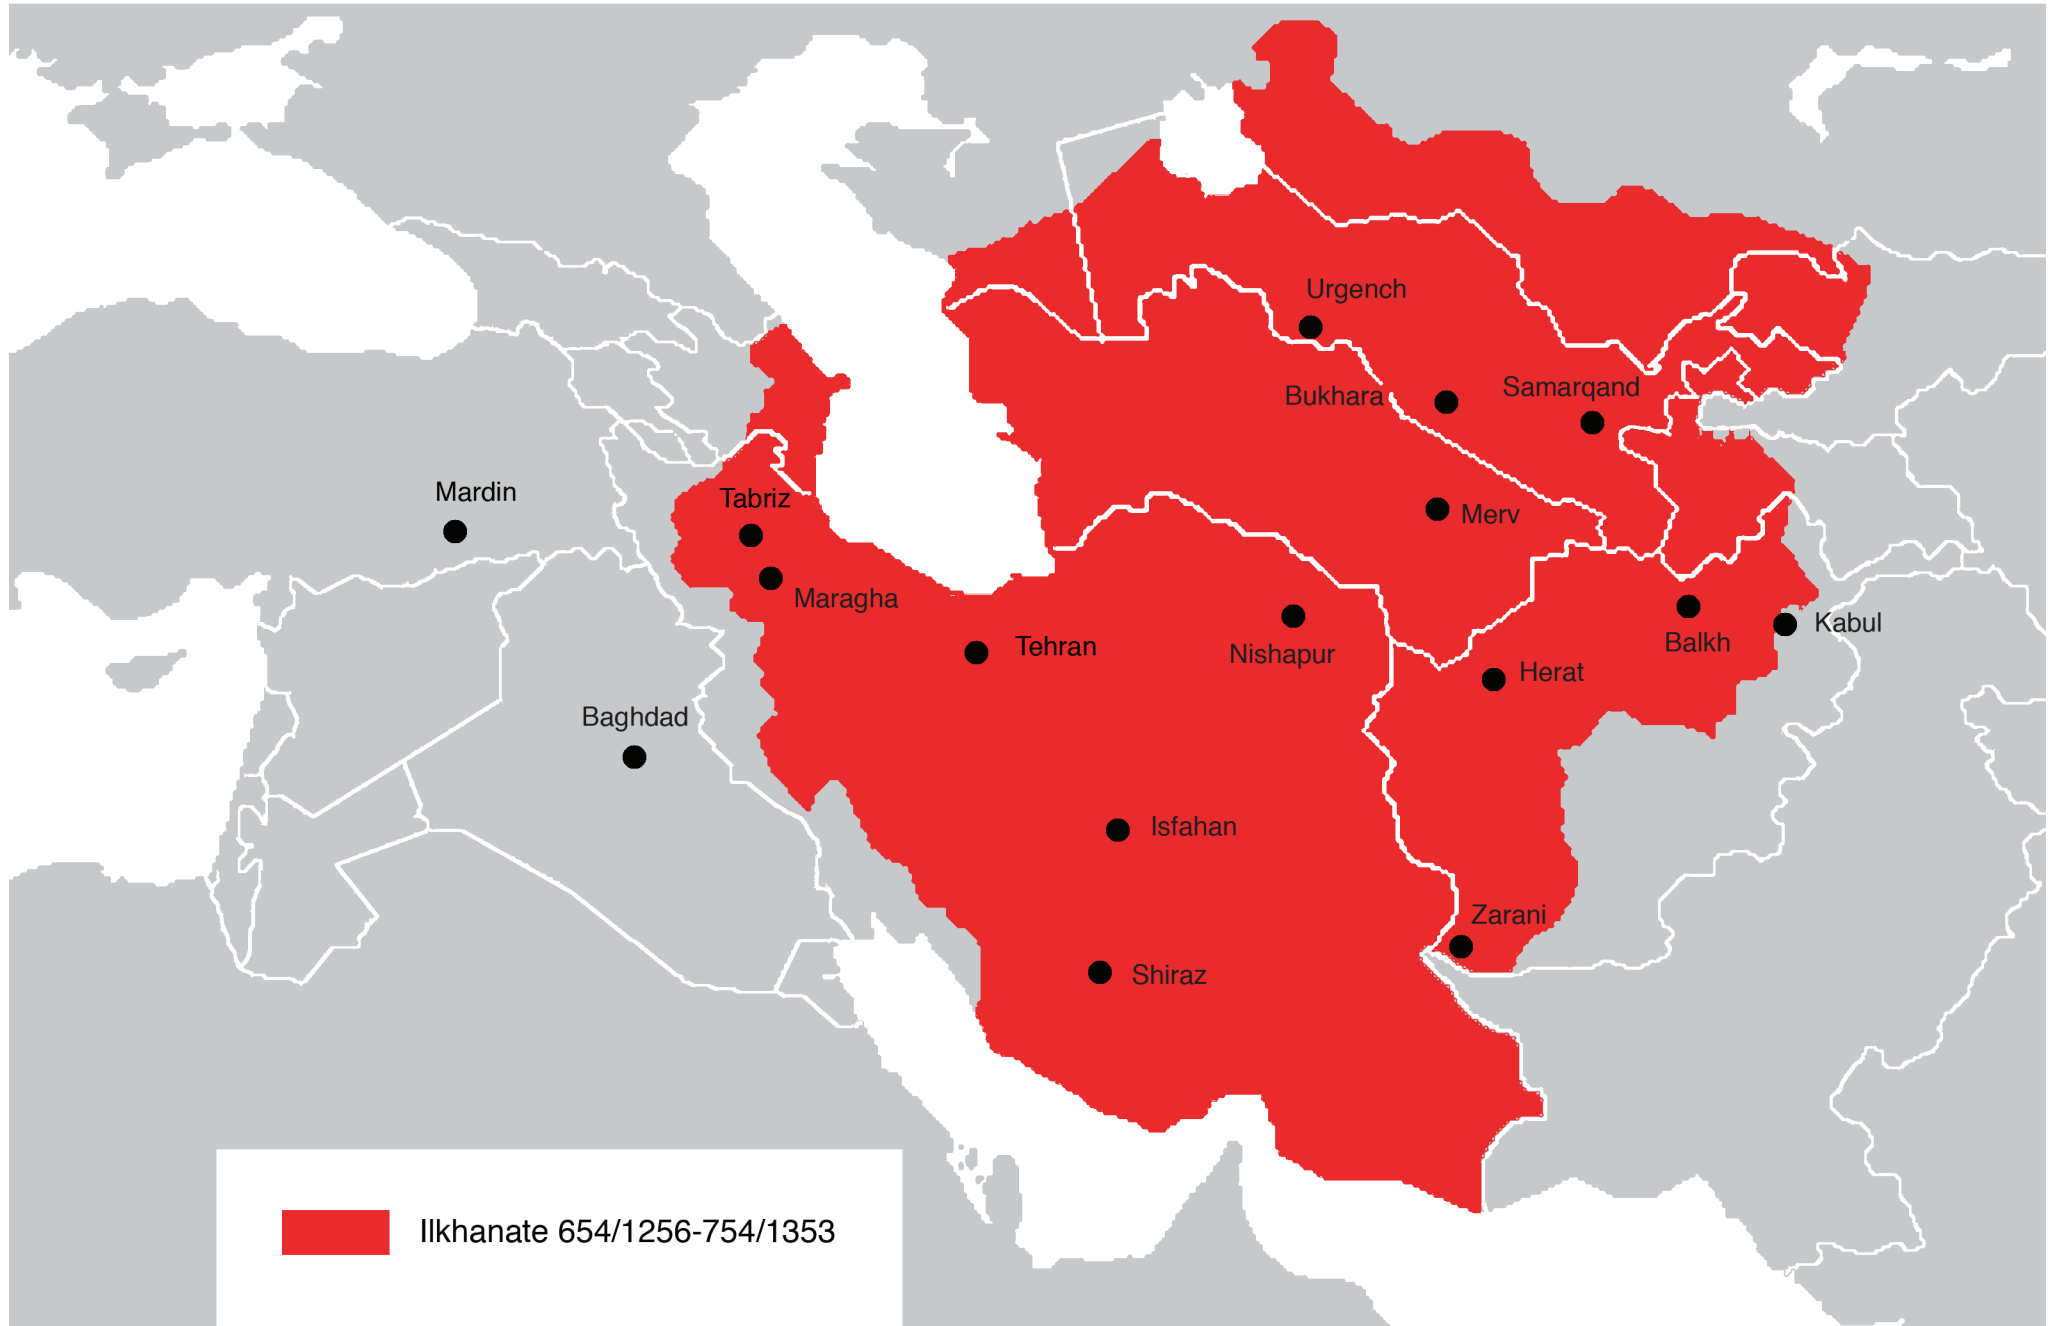 Urgench
Bukhara
Samarqand
Mardin
Tabriz
Merv
Maragha
Tehran
Nishapur
Balkh
Kabul
Herat
Baghdad
Isfahan
Zarani
Shiraz
Ilkhanate 654/1256-754/1353